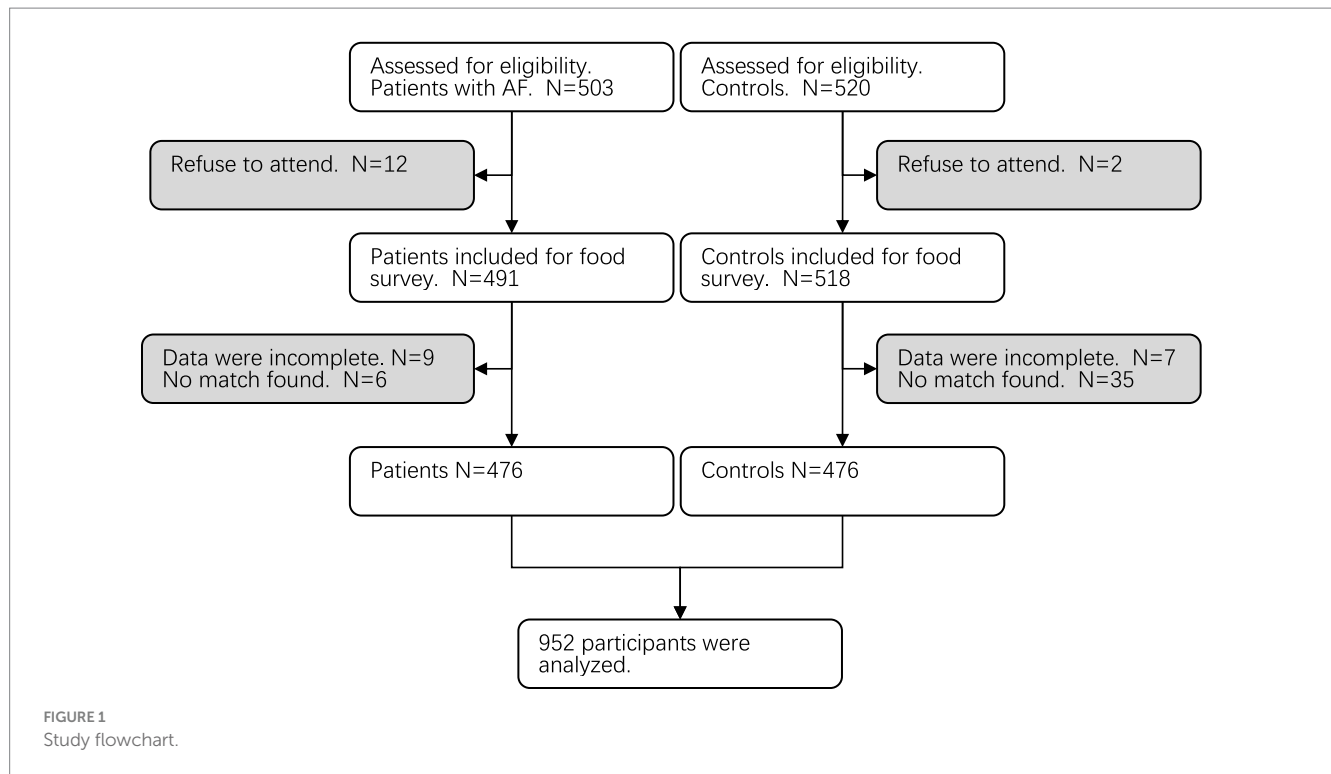 Assessed for eligibility.
Patients with AF. N=503
Assessed for eligibility.
Controls. N=520
Refuse to attend. N=12
Refuse to attend. N=2
Patients included for food
survey. N=491
Controls included for food
survey. N=518
Data were incomplete. N=9
No match found. N=6
Data were incomplete. N=7
No match found. N=35
Patients N=476
Controls N=476
952 participants were
analyzed.
FIGURE 1
Study flowchart.